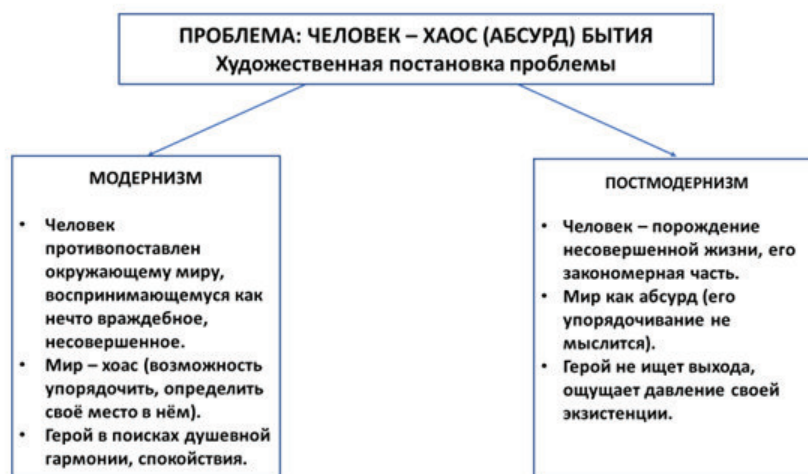 ПРОБЛЕМА: ЧЕЛОВЕК – ХАОС (АБСУРД) БЫТИЯ
Художественная постановка проблемы
МОДЕРНИЗМ
• Человек
противопоставлен
окружающему миру,
воспринимающемуся как
нечто враждебное,
несовершенное.
• Мир – хоас (возможность
упорядочить, определить
своё место в нём).
• Герой в поисках душевной
гармонии, спокойствия.
ПОСТМОДЕРНИЗМ
• Человек – порождение
несовершенной жизни, его
закономерная часть.
• Мир как абсурд (его
упорядочивание не
мыслится).
• Герой не ищет выхода,
ощущает давление своей
экзистенции.